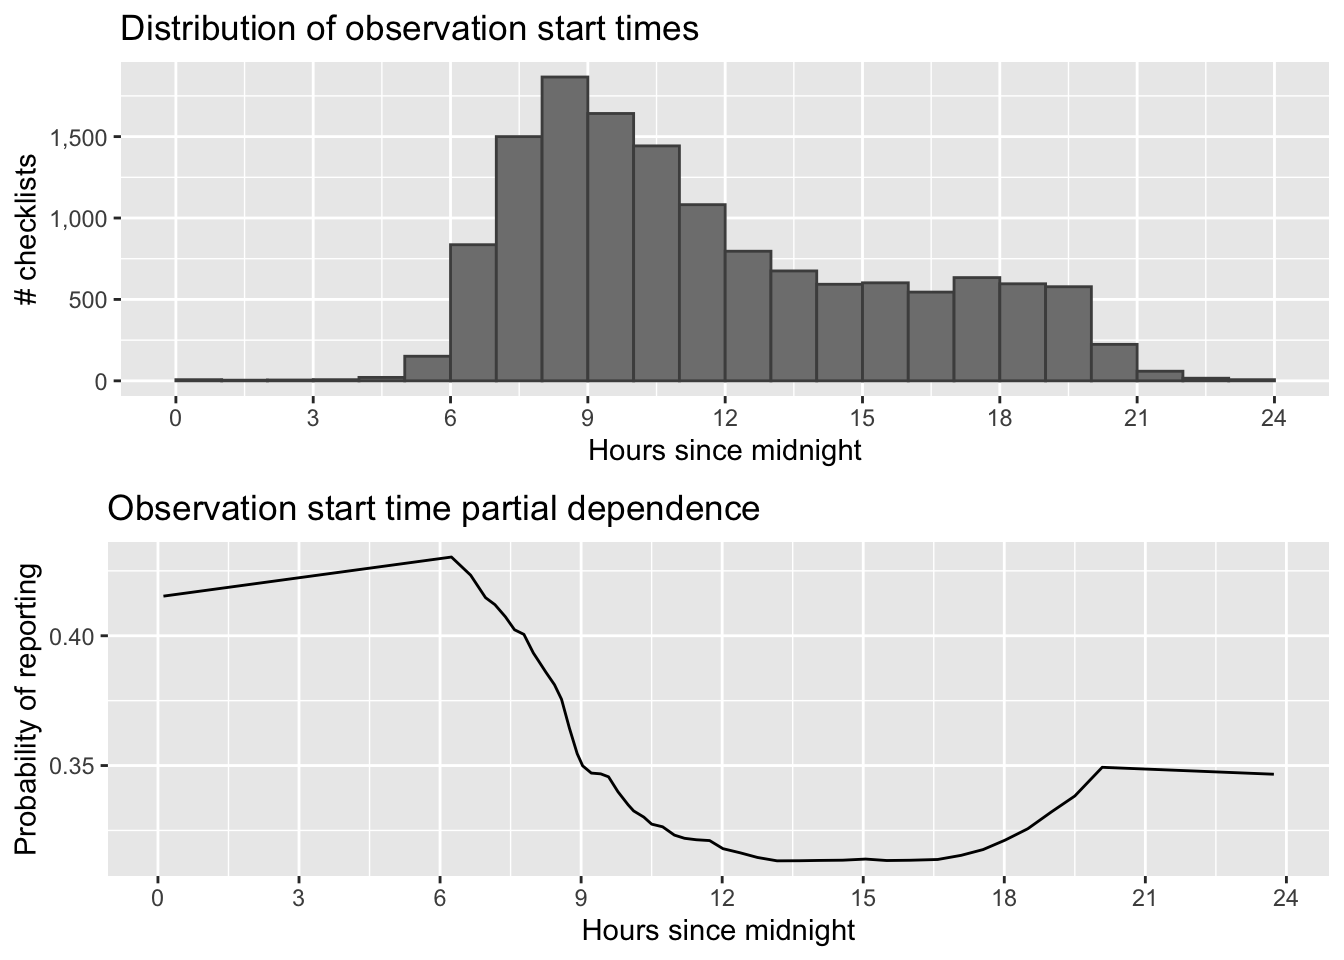 Distribution of observation start times
# checklists
1,500
1,000
500
0
0 3 6 9 12 15 18 21 24
Hours since midnight
Observation start time partial dependence
Probability of reporting
0.40
0.35
0 3 6 9 12 15 18 21 24
Hours since midnight